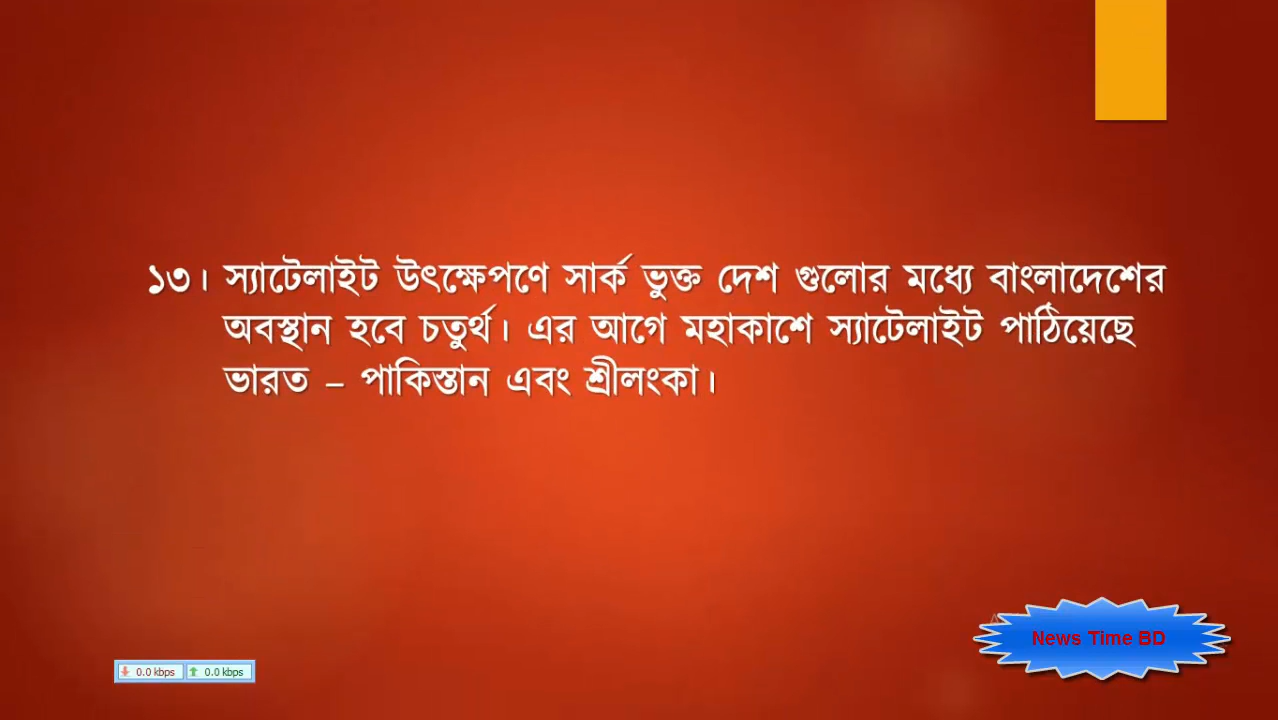 ১৩। স্যাটেলাইট উৎক্ষেপণে সার্ক ভুক্ত দেশ গুলোর মধ্যে বাংলাদেশের
অবস্থান হবে চতুর্থ। এর আগে মহাকাশে স্যাটেলাইট পাঠিয়েছে
ভারত – পাকিস্তান এবং শ্রীলংকা।
News Time BD
0.0 kbps 0.0 kbps